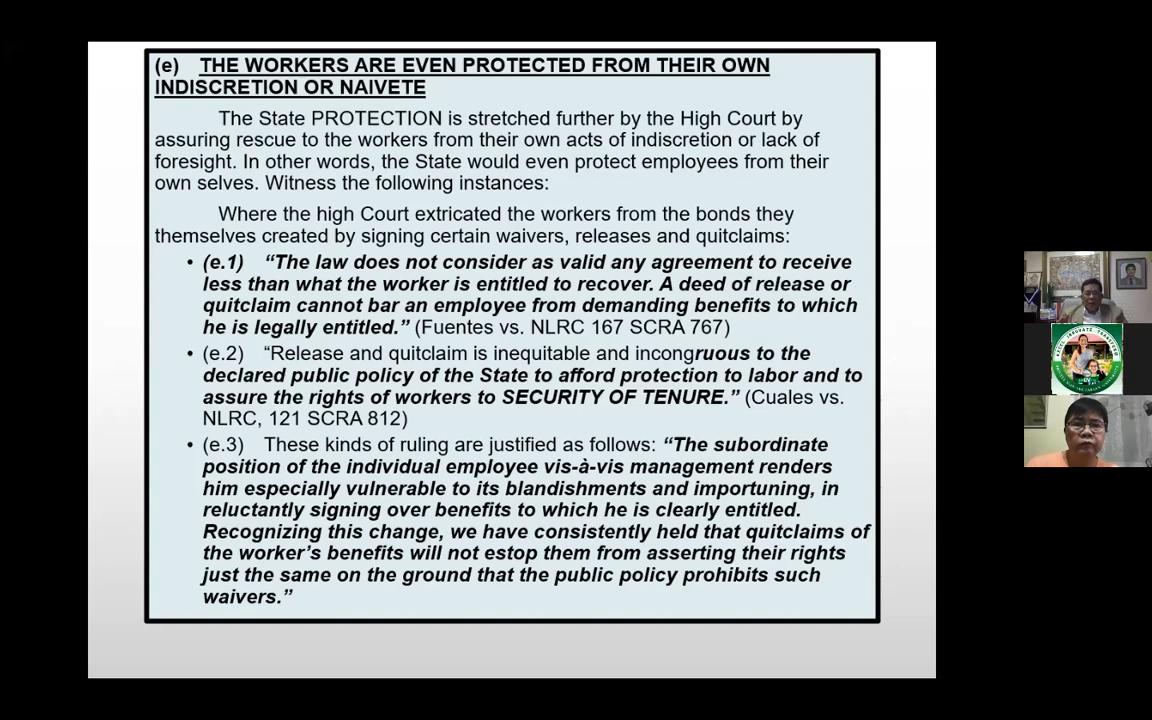 (e) THE WORKERS ARE EVEN PROTECTED FROM THEIR OWN
INDISCRETION OR NAIVETE
The State PROTECTION is stretched further by the High Court by
assuring rescue to the workers from their own acts of indiscretion or lack of
foresight. In other words, the State would even protect employees from their
own selves. Witness the following instances:
Where the high Court extricated the workers from the bonds they
themselves created by signing certain waivers, releases and quitclaims:
• (e.1) “The law does not consider as valid any agreement to receive
less than what the worker is entitled to recover. A deed of release or
quitclaim cannot bar an employee from demanding benefits to which
he is legally entitled.” (Fuentes vs. NLRC 167 SCRA 767)
• (e.2) “Release and quitclaim is inequitable and incongruous to the
declared public policy of the State to afford protection to labor and to
assure the rights of workers to SECURITY OF TENURE.” (Cuales vs.
NLRC, 121 SCRA 812)
• (e.3) These kinds of ruling are justified as follows: “The subordinate
position of the individual employee vis-à-vis management renders
him especially vulnerable to its blandishments and importuning, in
reluctantly signing over benefits to which he is clearly entitled.
Recognizing this change, we have consistently held that quitclaims of
the worker’s benefits will not estop them from asserting their rights
just the same on the ground that the public policy prohibits such
waivers.”